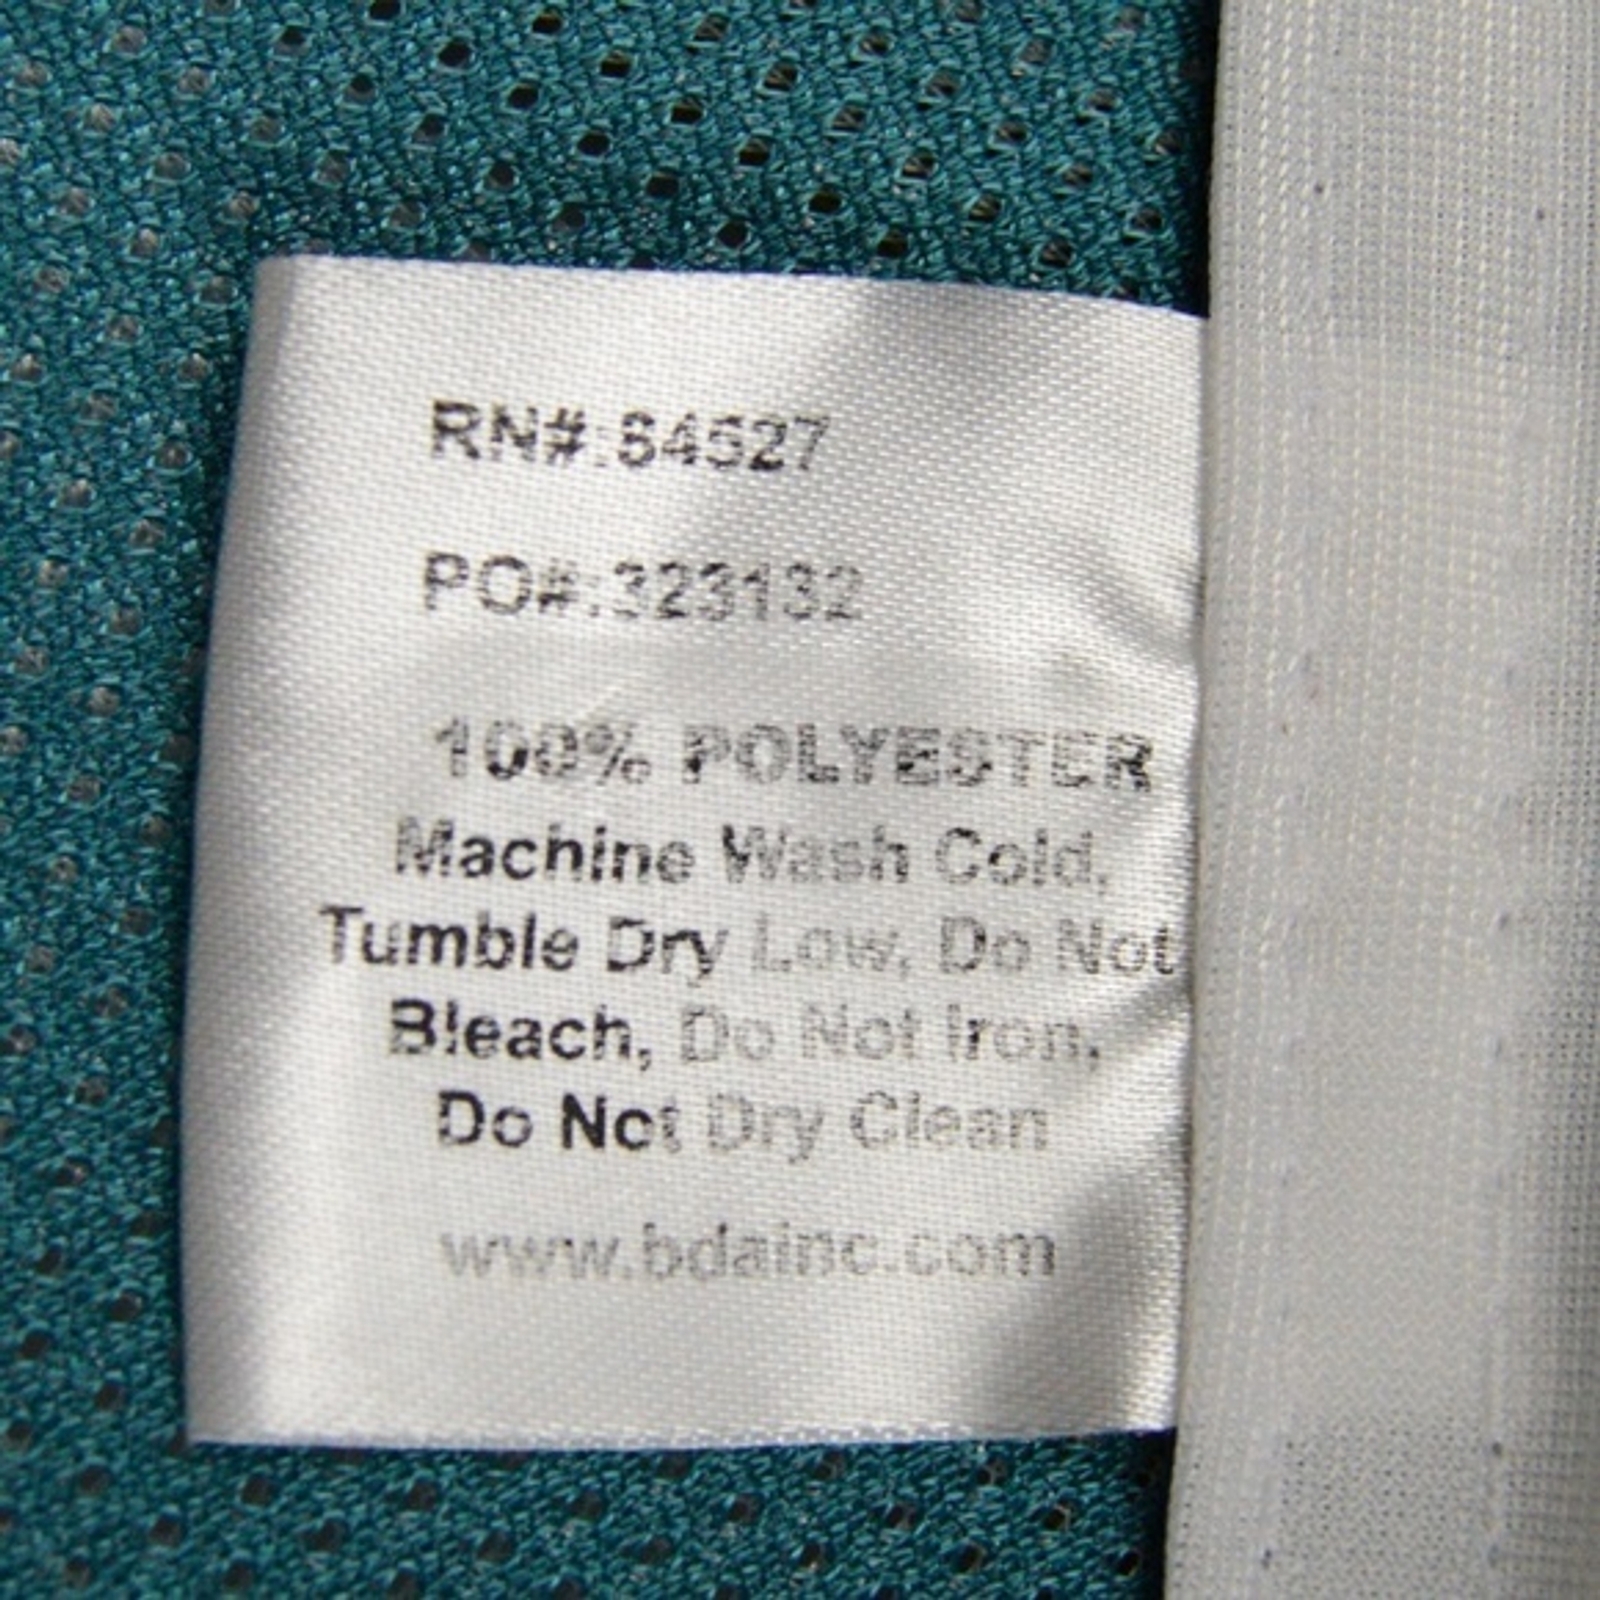 RN#:64527
PO#:323132
100% POLYESTER
Machine Wash Cold,
Tumble Dry Low, Do Not
Bleach, Do Not Iron,
Do Not Dry Clean
www.bdainc.com